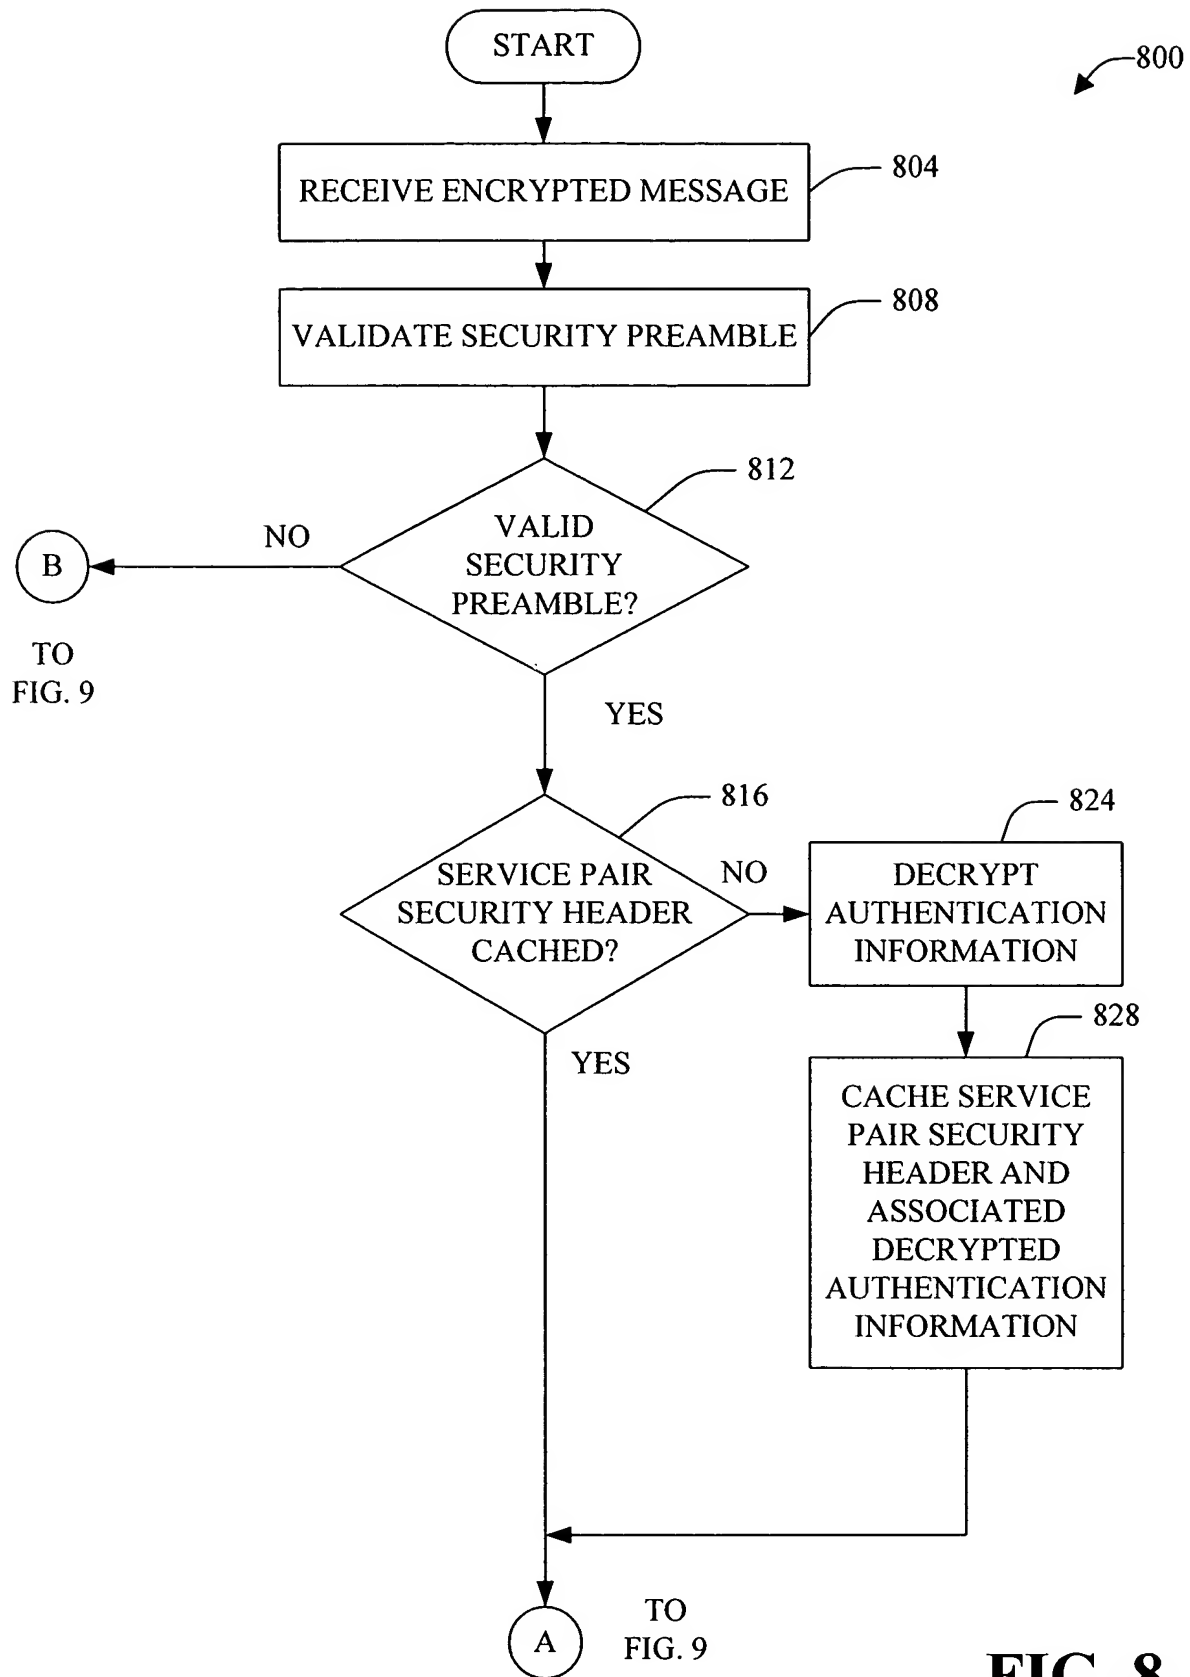 START
800
RECEIVE ENCRYPTED MESSAGE
804
VALIDATE SECURITY PREAMBLE
808
812
VALID
SECURITY
PREAMBLE?
NO
B
TO
FIG. 9
YES
816
SERVICE PAIR
SECURITY HEADER
CACHED?
NO
824
DECRYPT
AUTHENTICATION
INFORMATION
YES
828
CACHE SERVICE
PAIR SECURITY
HEADER AND
ASSOCIATED
DECRYPTED
AUTHENTICATION
INFORMATION
A
TO
FIG. 9
FIG. 8